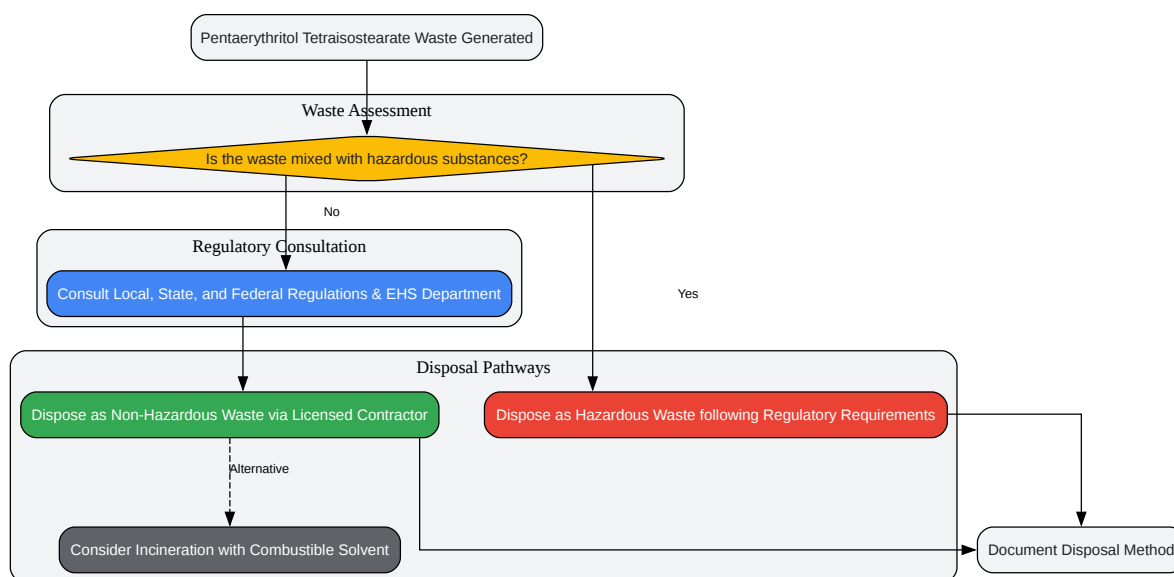 Pentaerythritol Tetraisostearate Waste Generated
Waste Assessment
Is the waste mixed with hazardous substances?
No
Regulatory Consultation
Consult Local, State, and Federal Regulations & EHS Department
Yes
Disposal Pathways
Dispose as Non-Hazardous Waste via Licensed Contractor
Dispose as Hazardous Waste following Regulatory Requirements
Alternative
Consider Incineration with Combustible Solvent
Document Disposal Method